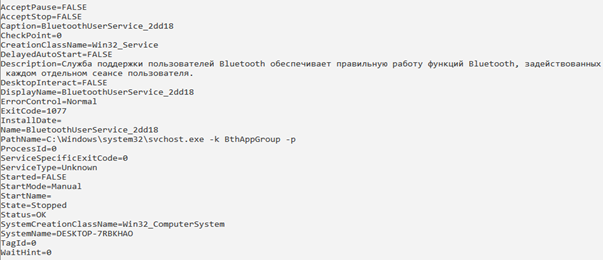 AcceptPause=FALSE
AcceptStop=FALSE
Caption=BluetoothUserService_2dd18
CheckPoint=0
CreationClassName=Win32_Service
DelayedAutoStart=FALSE
Description=Служба поддержки пользователей Bluetooth обеспечивает правильную работу функций Bluetooth, задействованных
каждом отдельном сеансе пользователя.
DesktopInteract=FALSE
DisplayName=BluetoothUserService_2dd18
ErrorControl=Normal
ExitCode=1077
InstallDate=
Name=BluetoothUserService_2dd18
PathName=C:\Windows\system32\svchost.exe -k BthAppGroup -p
ProcessId=0
ServiceSpecificExitCode=0
ServiceType=Unknown
Started=FALSE
StartMode=Manual
StartName=
State=Stopped
Status=OK
SystemCreationClassName=Win32_ComputerSystem
SystemName=DESKTOP-7RBKHAO
TagId=0
WaitHint=0